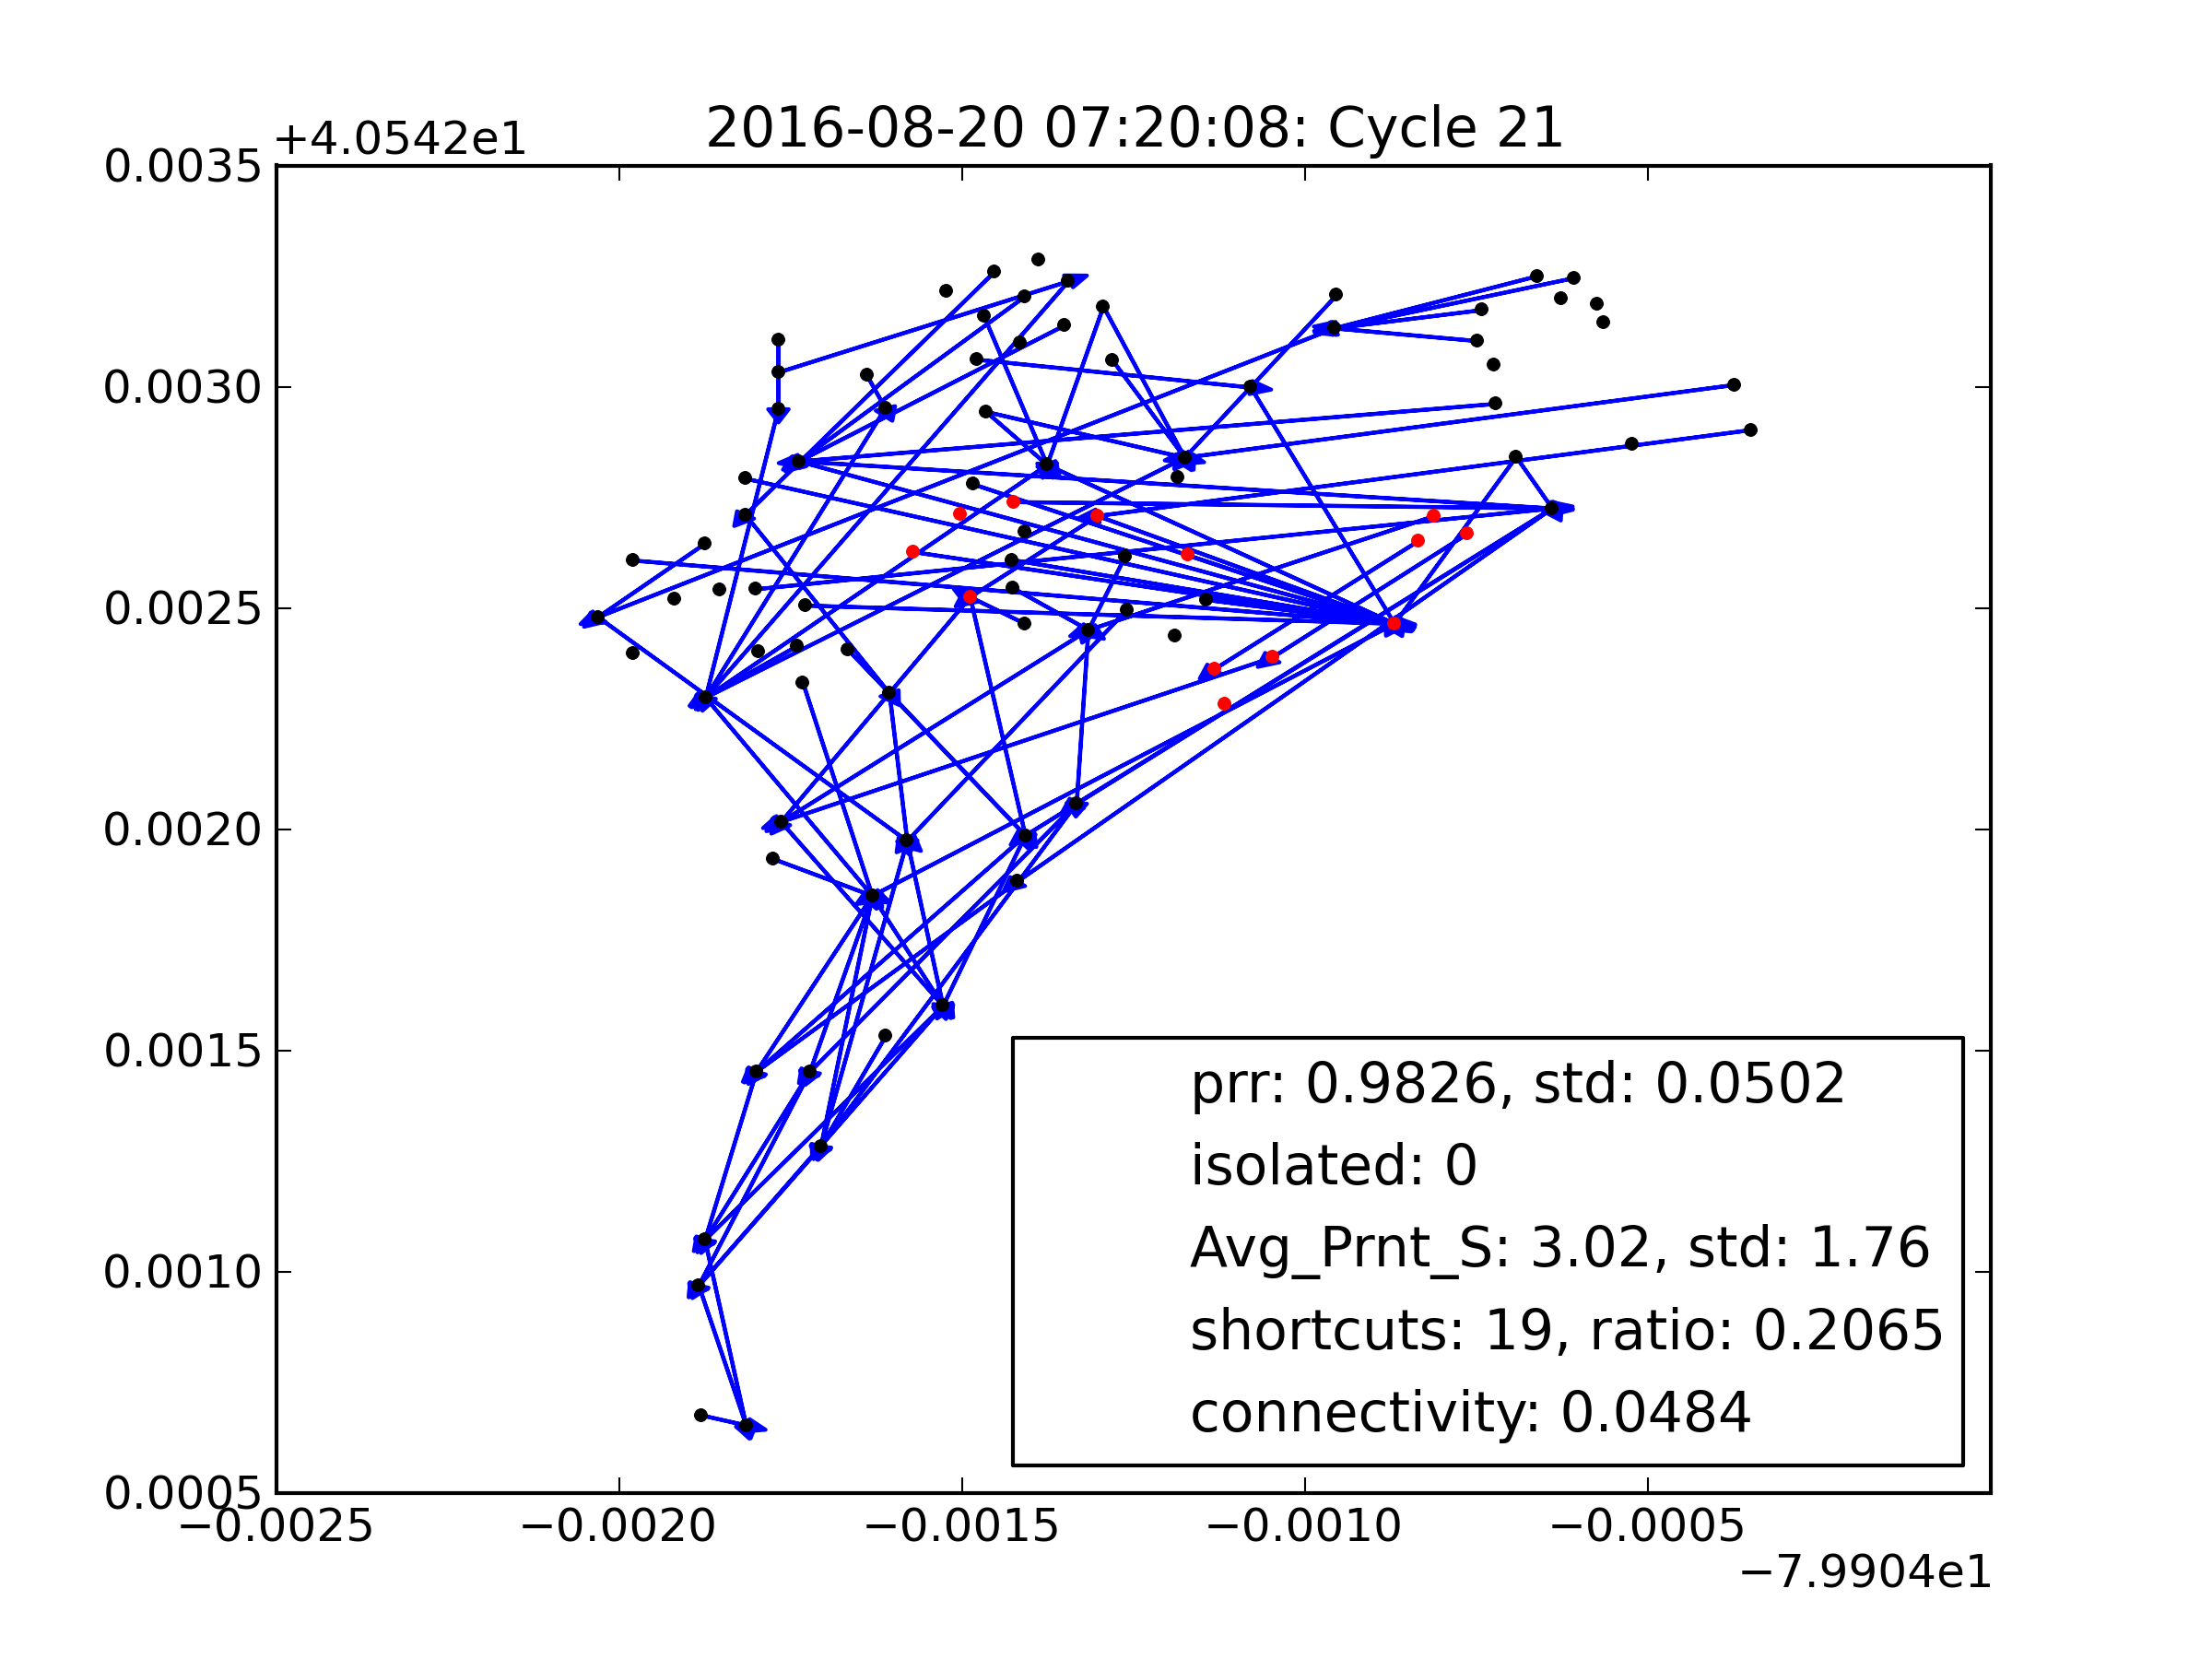 2016-08-20 07:20:08: Cycle 21
+4.0542e1
0.0035
0.0030
0.0025
0.0020
0.0015
0.0010
0.0005
prr: 0.9826, std: 0.0502
isolated: 0
Avg_Prnt_S: 3.02, std: 1.76
shortcuts: 19, ratio: 0.2065
connectivity: 0.0484
−0.0025 −0.0020 −0.0015 −0.0010 −0.0005
−7.9904e1